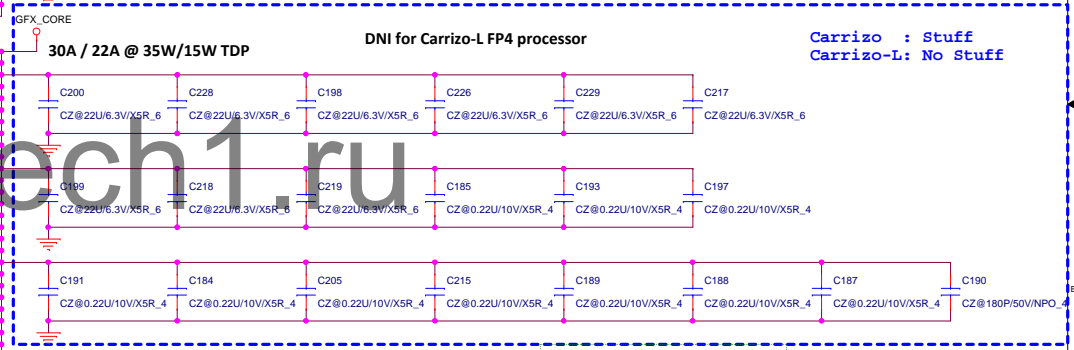 GFX_CORE
30A / 22A @ 35W/15W TDP
DNI for Carrizo-L FP4 processor
Carrizo : Stuff
Carrizo-L: No Stuff
C200 C228 C198 C226 C229 C217
CZ@22U/6.3V/X5R_6 CZ@22U/6.3V/X5R_6 CZ@22U/6.3V/X5R_6 CZ@22U/6.3V/X5R_6 CZ@22U/6.3V/X5R_6 CZ@22U/6.3V/X5R_6
ech1.ru
C199 C218 C219 C185 C193 C197
CZ@22U/6.3V/X5R_6 CZ@22U/6.3V/X5R_6 CZ@22U/6.3V/X5R_6 CZ@0.22U/10V/X5R_4 CZ@0.22U/10V/X5R_4 CZ@0.22U/10V/X5R_4
C191 C184 C205 C215 C189 C188 C187 C190
CZ@0.22U/10V/X5R_4 CZ@0.22U/10V/X5R_4 CZ@0.22U/10V/X5R_4 CZ@0.22U/10V/X5R_4 CZ@0.22U/10V/X5R_4 CZ@0.22U/10V/X5R_4 CZ@0.22U/10V/X5R_4 CZ@180P/50V/NPO_4